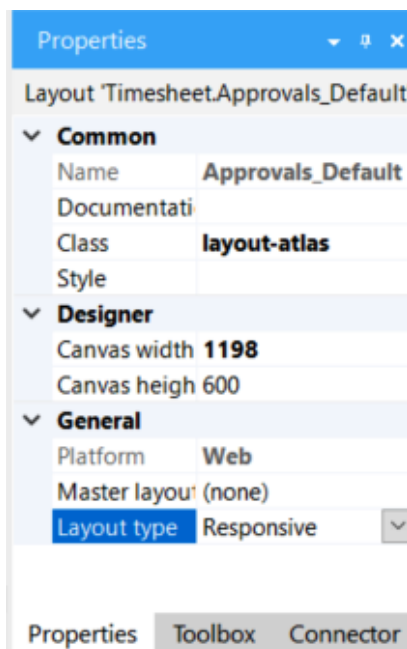 Properties
Layout 'Timesheet.Approvals_Default
Common
Name Approvals_Default
Documentati
Class layout-atlas
Style
Designer
Canvas width 1198
Canvas heigh 600
General
Platform Web
Master layout (none)
Layout type Responsive
Properties Toolbox Connector